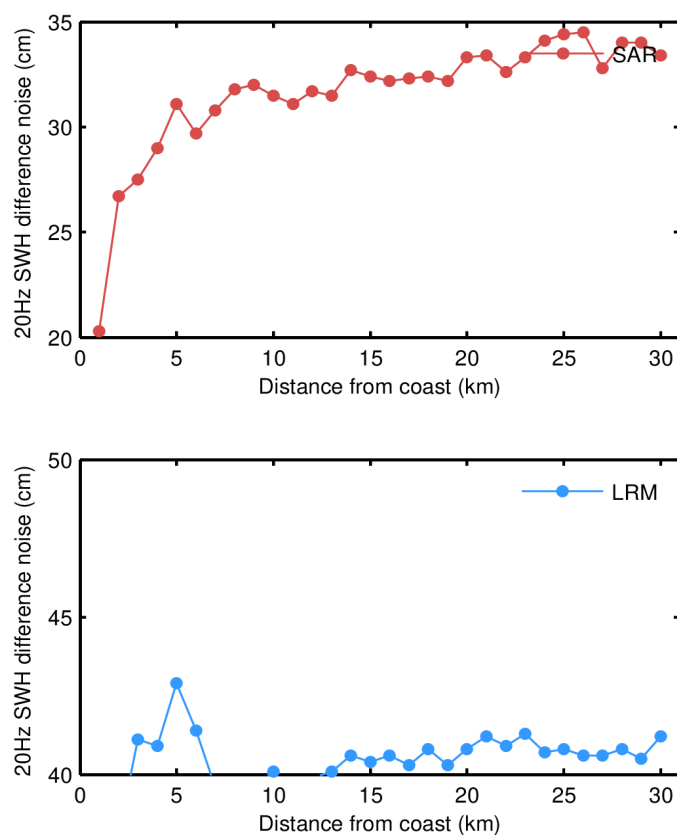 35
30
25
20
20Hz SWH difference noise (cm)
SAR
0 5 10 15 20 25 30
Distance from coast (km)
50
45
40
20Hz SWH difference noise (cm)
LRM
0 5 10 15 20 25 30
Distance from coast (km)